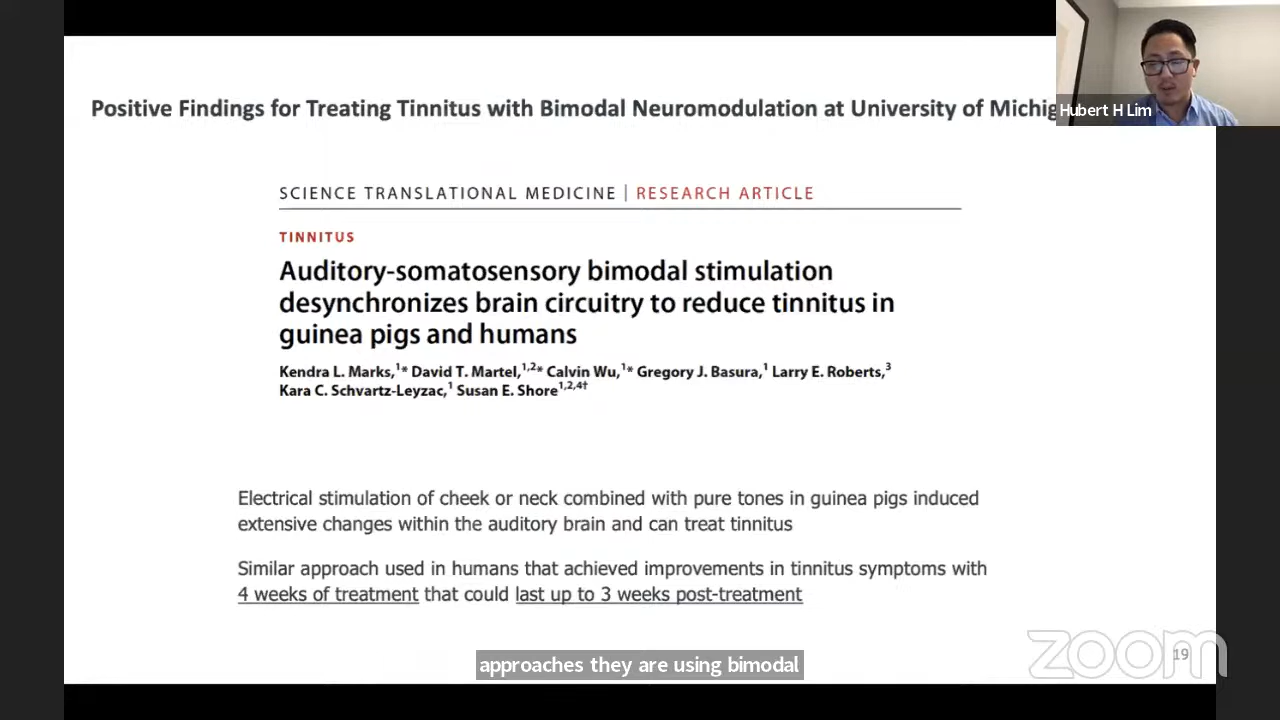 Positive Findings for Treating Tinnitus with Bimodal Neuromodulation at University of Michig
Hubert H Lim
SCIENCE TRANSLATIONAL MEDICINE | RESEARCH ARTICLE
TINNITUS
Auditory-somatosensory bimodal stimulation
desynchronizes brain circuitry to reduce tinnitus in
guinea pigs and humans
Kendra L. Marks,¹* David T. Martel,¹,²* Calvin Wu,¹* Gregory J. Basura,¹ Larry E. Roberts,³
Kara C. Schvartz-Leyzac,¹ Susan E. Shore¹,²,⁴†
Electrical stimulation of cheek or neck combined with pure tones in guinea pigs induced
extensive changes within the auditory brain and can treat tinnitus
Similar approach used in humans that achieved improvements in tinnitus symptoms with
4 weeks of treatment that could last up to 3 weeks post-treatment
approaches they are using bimodal
zoom
19